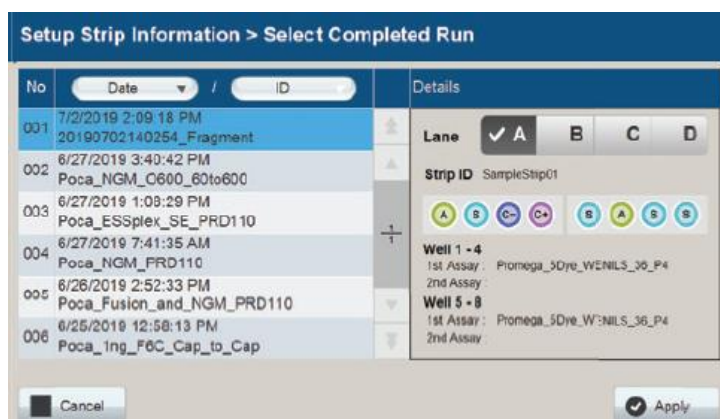 Setup Strip Information > Select Completed Run
No Date / ID Details
001 7/2/2019 2:09:18 PM
20190702140254_Fragment
002 6/27/2019 3:40:42 PM
Poca_NGM_O600_60to600
003 6/27/2019 1:09:29 PM
Poca_ESSplex_SE_PRD110
004 6/27/2019 7:41:35 AM
Poca_NGM_PRD110
005 6/26/2019 2:52:33 PM
Poca_Fusion_and_NGM_PRD110
006 6/25/2019 12:58:13 PM
Poca_1ng_F6C_Cap_to_Cap
1
1
Lane A B C D
Strip ID SampleStrip01
A S C- C+ S A S S
Well 1 - 4
1st Assay : Promega_5Dye_WENILS_36_P4
2nd Assay :
Well 5 - 8
1st Assay : Promega_5Dye_WENILS_36_P4
2nd Assay
Cancel
Apply